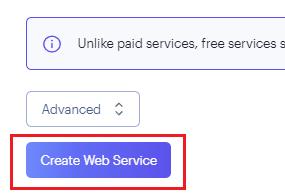 Unlike paid services, free services s
Advanced
Create Web Service